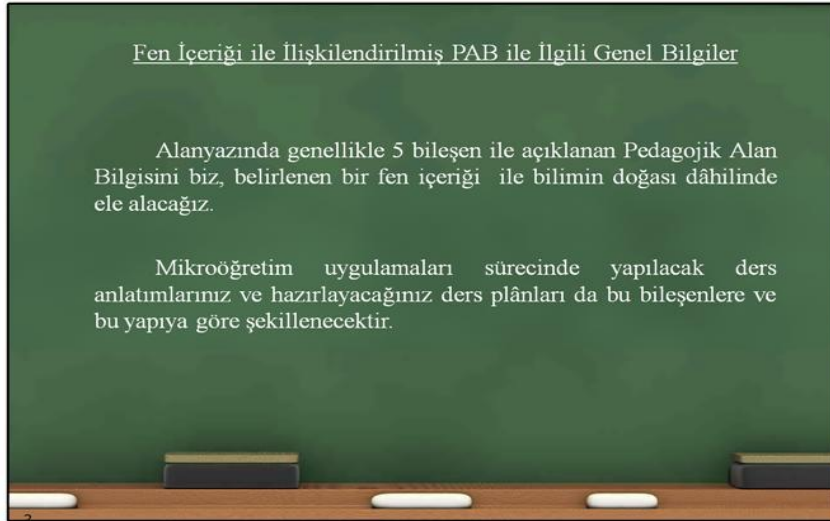 Fen İçeriği ile İlişkilendirilmiş PAB ile İlgili Genel Bilgiler
Alanyazında genellikle 5 bileşen ile açıklanan Pedagojik Alan
Bilgisini biz, belirlenen bir fen içeriği ile bilimin doğası dâhilinde
ele alacağız.
Mikroöğretim uygulamaları sürecinde yapılacak ders
anlatımlarınız ve hazırlayacağınız ders plânları da bu bileşenlere ve
bu yapıya göre şekillenecektir.